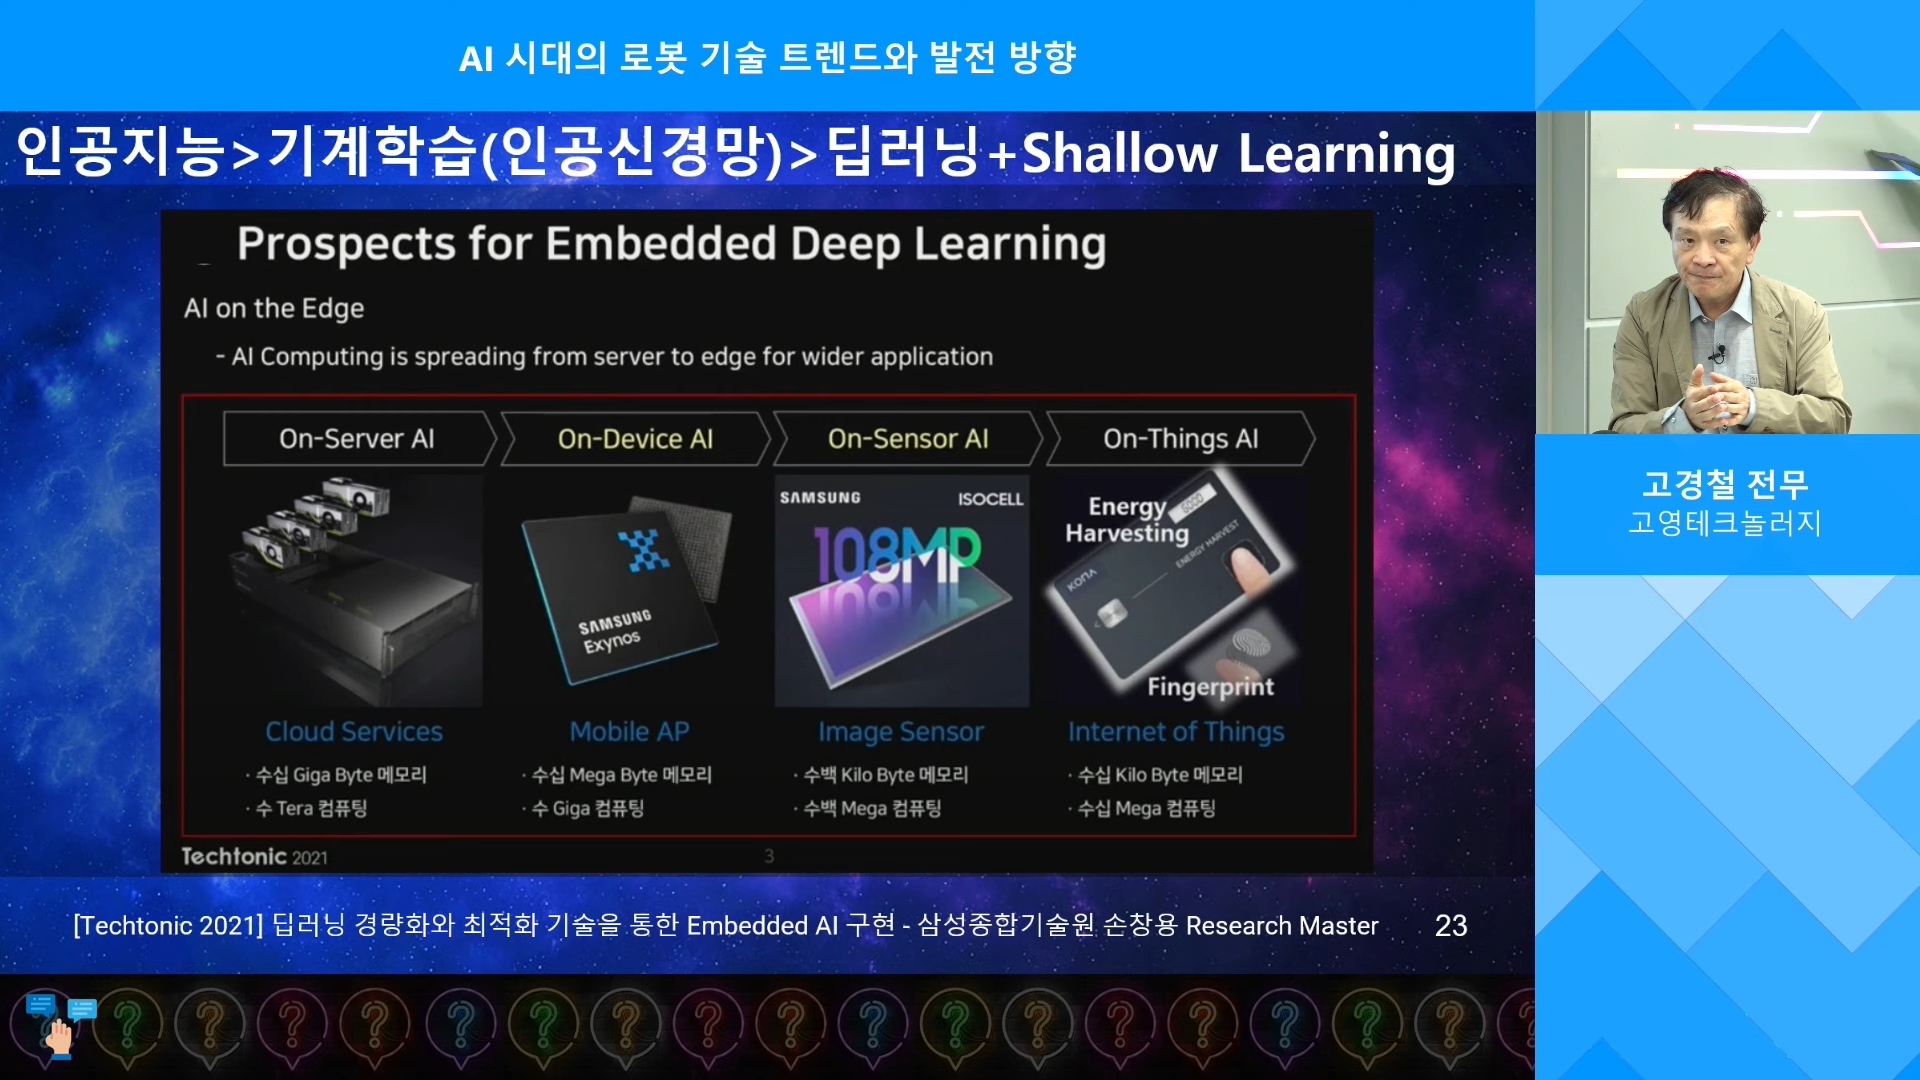 AI 시대의 로봇 기술 트렌드와 발전 방향
인공지능>기계학습(인공신경망)>딥러닝+Shallow Learning
Prospects for Embedded Deep Learning
AI on the Edge
- AI Computing is spreading from server to edge for wider application
On-Server AI
On-Device AI
On-Sensor AI
On-Things AI
SAMSUNG
Exynos
SAMSUNG
ISOCELL
108MP
Energy
Harvesting
ENERGY HARVEST
KONA
Fingerprint
Cloud Services
· 수십 Giga Byte 메모리
· 수 Tera 컴퓨팅
Mobile AP
· 수십 Mega Byte 메모리
· 수 Giga 컴퓨팅
Image Sensor
· 수백 Kilo Byte 메모리
· 수백 Mega 컴퓨팅
Internet of Things
· 수십 Kilo Byte 메모리
· 수십 Mega 컴퓨팅
Techtonic 2021
3
[Techtonic 2021] 딥러닝 경량화와 최적화 기술을 통한 Embedded AI 구현 - 삼성종합기술원 손창용 Research Master
23
고경철 전무
고영테크놀러지